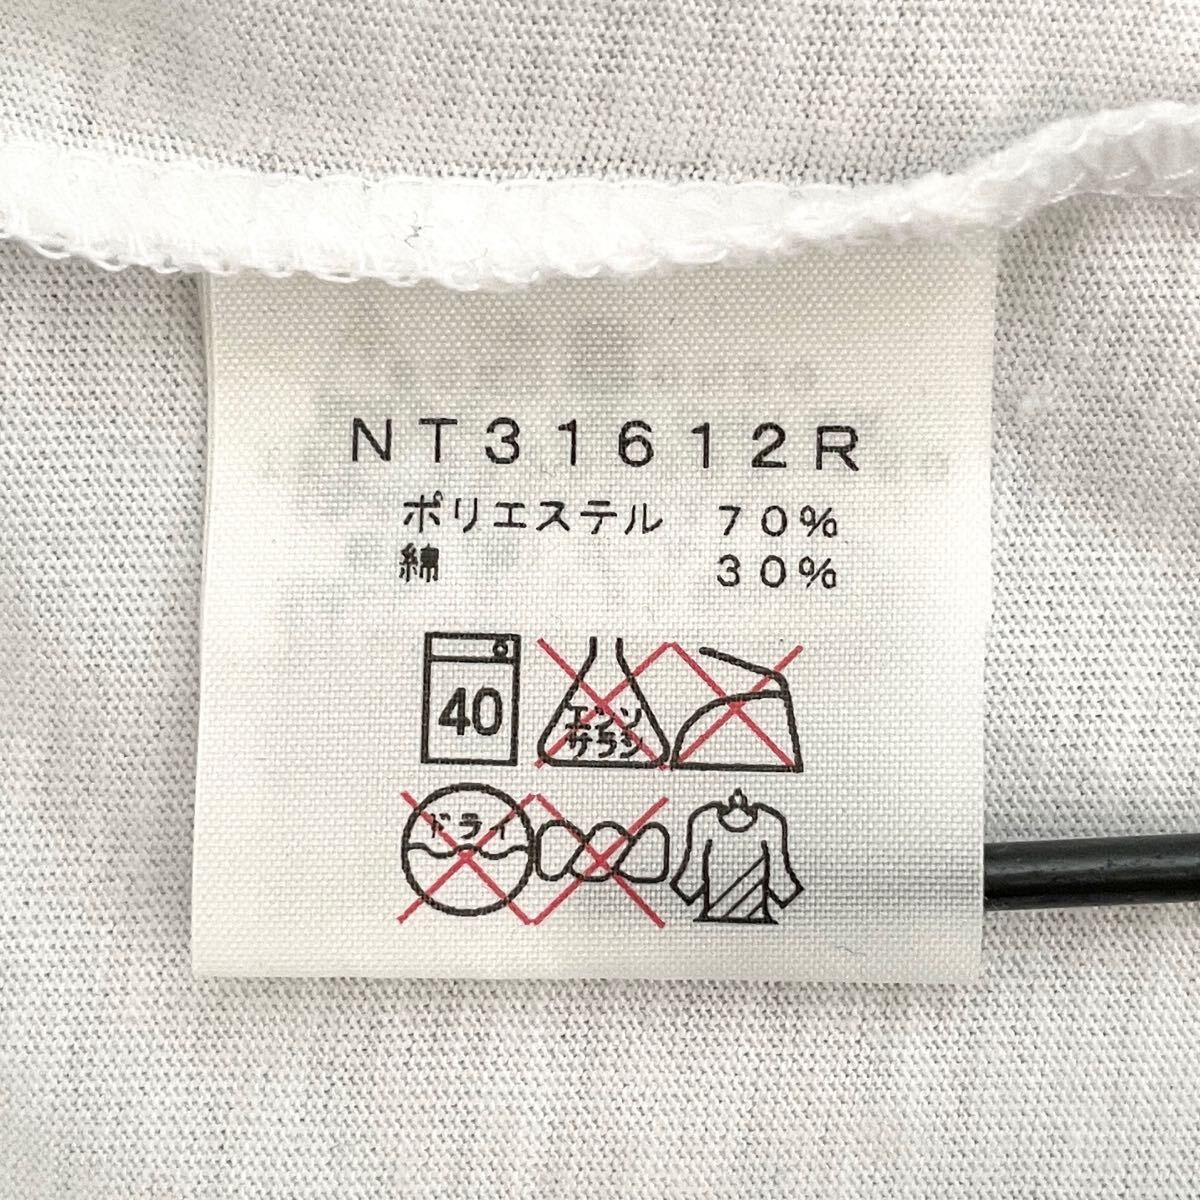 NT31612R
ポリエステル 70%
綿 30%
40
エンソ
サラシ
ドライ